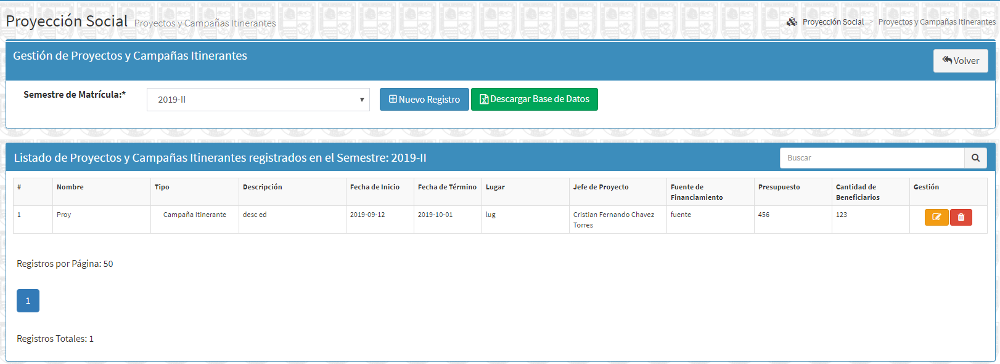 Proyección Social Proyectos y Campañas Itinerantes
Proyección Social > Proyectos y Campañas Itinerantes
Gestión de Proyectos y Campañas Itinerantes
Volver
Semestre de Matrícula:* 2019-II Nuevo Registro Descargar Base de Datos
Listado de Proyectos y Campañas Itinerantes registrados en el Semestre: 2019-II Buscar
# Nombre Tipo Descripción Fecha de Inicio Fecha de Término Lugar Jefe de Proyecto Fuente de Financiamiento Presupuesto Cantidad de Beneficiarios Gestión
1 Proy Campaña Itinerante desc ed 2019-09-12 2019-10-01 lug Cristian Fernando Chavez Torres fuente 456 123
Registros por Página: 50
1
Registros Totales: 1